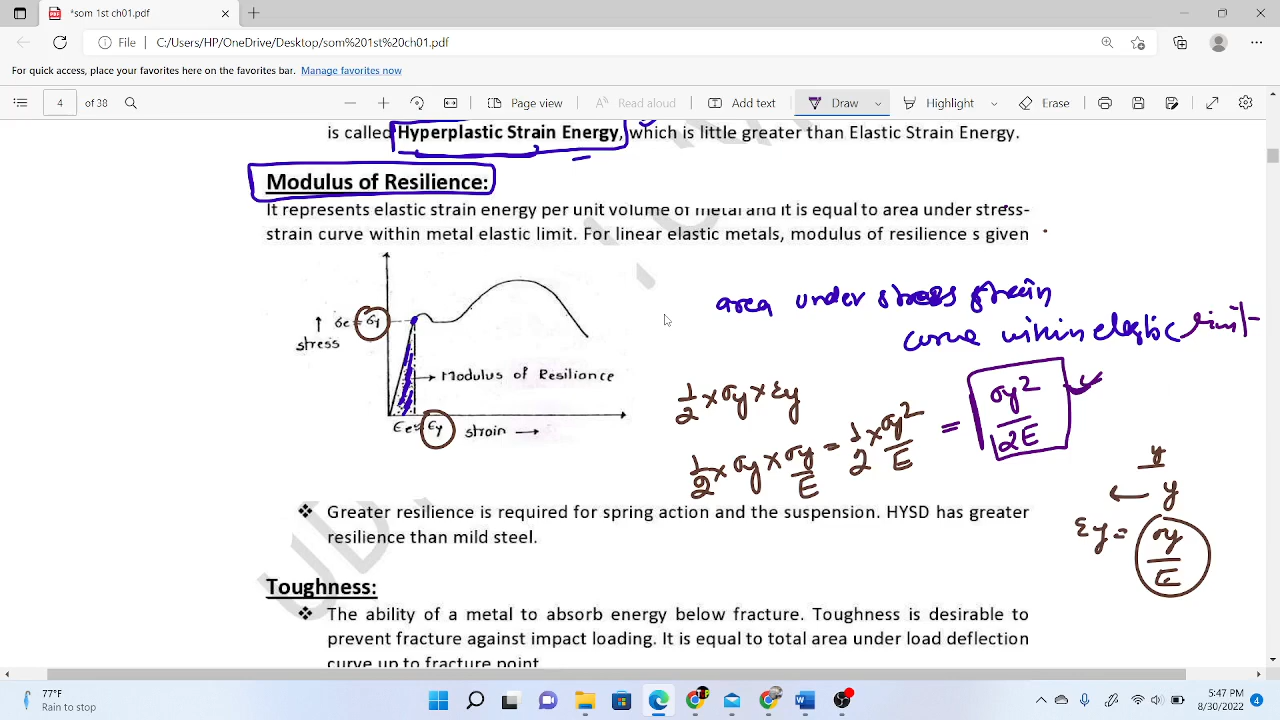 *som 1st ch01.pdf
File
C:/Users/HP/OneDrive/Desktop/som%201st%20ch01.pdf
For quick access, place your favorites here on the favorites bar. Manage favorites now
4 of 38
Page view
Read aloud
Add text
Draw
Highlight
Erase
is called Hyperplastic Strain Energy, which is little greater than Elastic Strain Energy.
Modulus of Resilience:
It represents elastic strain energy per unit volume of metal and it is equal to area under stress-
strain curve within metal elastic limit. For linear elastic metals, modulus of resilience s given
area under stress strain
curve within elastic limit
↑ σe = σy
stress
→ Modulus of Resiliance
εe = εy strain →
1/2 × σy × εy
1/2 × σy × σy/E = 1/2 × σy²/E = σy²/2E
y
← y
εy = σy/E
❖ Greater resilience is required for spring action and the suspension. HYSD has greater
resilience than mild steel.
Toughness:
❖ The ability of a metal to absorb energy below fracture. Toughness is desirable to
prevent fracture against impact loading. It is equal to total area under load deflection
curve up to fracture point.
77°F
Rain to stop
5:47 PM
8/30/2022
4